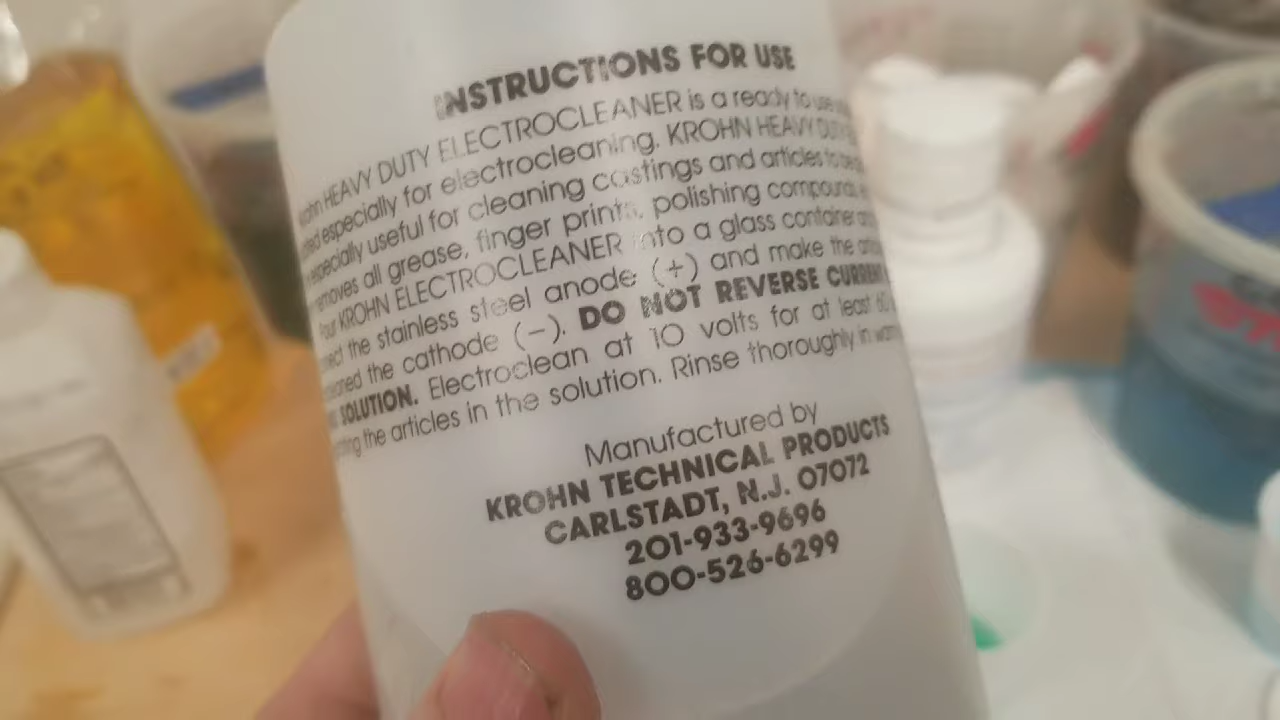 INSTRUCTIONS FOR USE
HEAVY DUTY ELECTROCLEANER is a ready to use
especially for electrocleaning. KROHN HEAVY DUTY
especially useful for cleaning castings and articles to be
removes all grease, finger prints, polishing compound
Pour KROHN ELECTROCLEANER into a glass container
the stainless steel anode (+) and make the
the cathode (-). DO NOT REVERSE CURRENT
SOLUTION. Electroclean at 10 volts for at least 60
the articles in the solution. Rinse thoroughly in
Manufactured by
KROHN TECHNICAL PRODUCTS
CARLSTADT, N.J. 07072
201-933-9696
800-526-6299